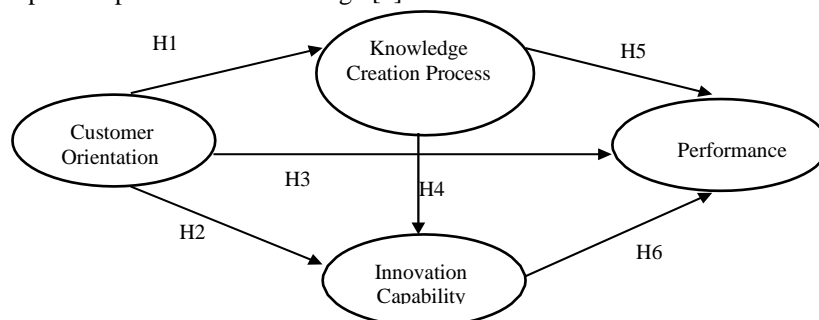 H1
Knowledge
Creation Process
H5
Customer
Orientation
Performance
H3
H4
H2
Innovation
Capability
H6